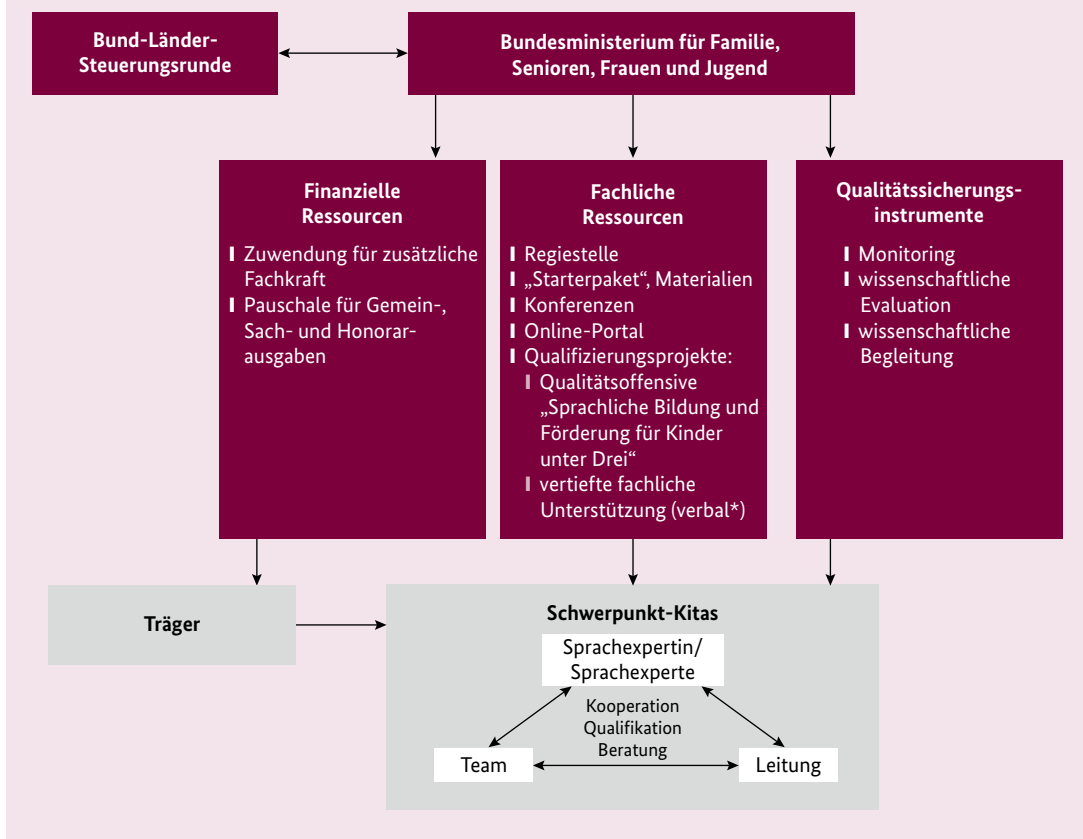 Bund-Länder-
Steuerungsrunde
Bundesministerium für Familie,
Senioren, Frauen und Jugend
Finanzielle
Ressourcen
Zuwendung für zusätzliche
Fachkraft
Pauschale für Gemein-,
Sach- und Honorar-
ausgaben
Fachliche
Ressourcen
Regiestelle
„Starterpaket“, Materialien
Konferenzen
Online-Portal
Qualifizierungsprojekte:
Qualitätsoffensive
„Sprachliche Bildung und
Förderung für Kinder
unter Drei“
vertiefte fachliche
Unterstützung (verbal*)
Qualitätssicherungs-
instrumente
Monitoring
wissenschaftliche
Evaluation
wissenschaftliche
Begleitung
Träger
Schwerpunkt-Kitas
Sprachexpertin/
Sprachexperte
Kooperation
Qualifikation
Beratung
Team
Leitung